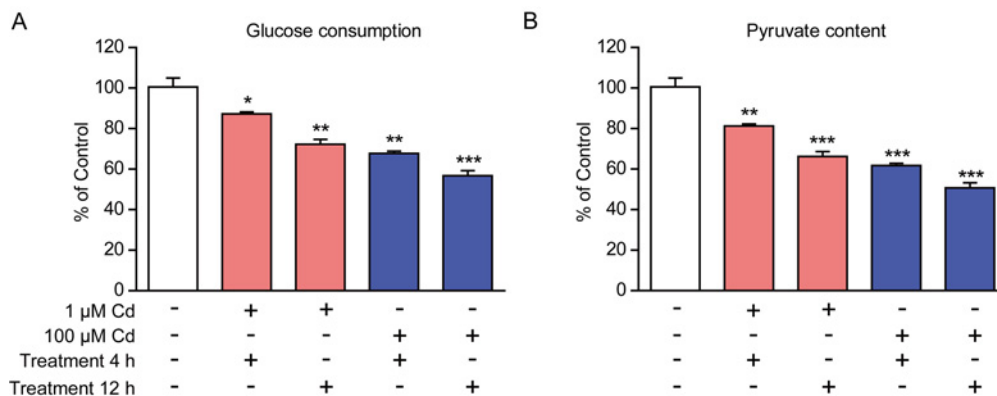 A
Glucose consumption
B
Pyruvate content
120
100
80
60
40
20
0
% of Control
*
**
**
***
120
100
80
60
40
20
0
% of Control
**
***
***
***
1 µM Cd - + + - - - + + - -
100 µM Cd - - - + + - - - + +
Treatment 4 h - + - + - - + - + -
Treatment 12 h - - + - + - - + - +